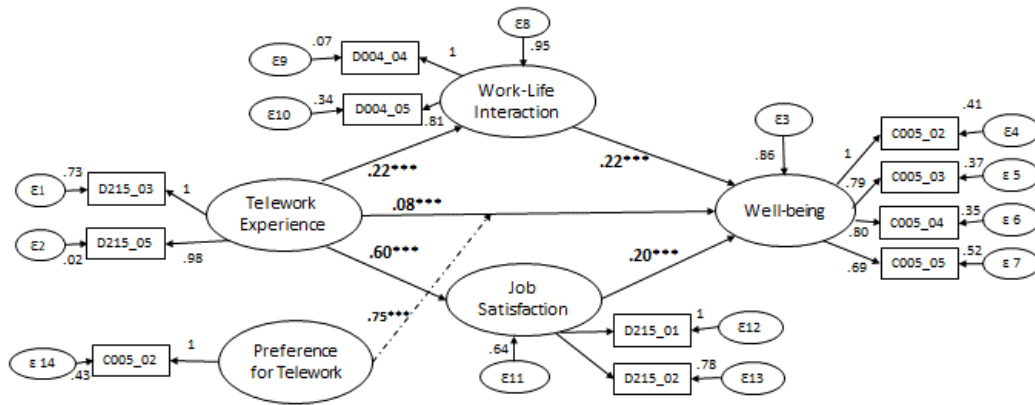 ε8
.07
D004_04
1
.95
ε9
Work-Life
Interaction
.34
D004_05
ε10
.81
ε3
.41
C005_02
ε4
.22***
.22***
.86
1
.37
C005_03
ε 5
.73
1
D215_03
ε1
Telework
Experience
.08***
Well-being
.79
.35
C005_04
ε 6
.80
D215_05
ε2
.02
.98
.60***
.20***
.52
C005_05
ε 7
.69
Job
Satisfaction
.75***
1
D215_01
ε12
1
C005_02
ε 14
.43
Preference
for Telework
.64
ε11
.78
D215_02
ε13